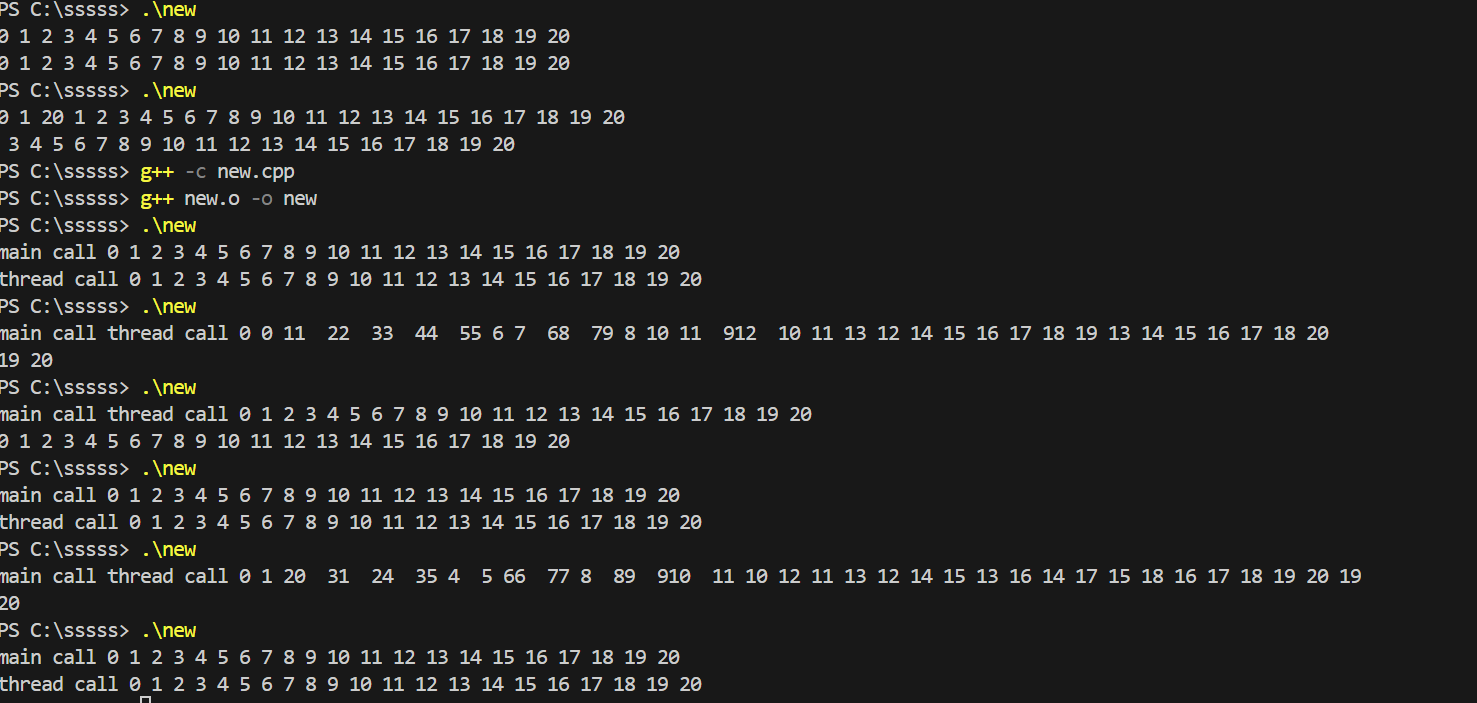 PS C:\sssss> .\new
0 1 2 3 4 5 6 7 8 9 10 11 12 13 14 15 16 17 18 19 20
0 1 2 3 4 5 6 7 8 9 10 11 12 13 14 15 16 17 18 19 20
PS C:\sssss> .\new
0 1 20 1 2 3 4 5 6 7 8 9 10 11 12 13 14 15 16 17 18 19 20
 3 4 5 6 7 8 9 10 11 12 13 14 15 16 17 18 19 20
PS C:\sssss> g++ -c new.cpp
PS C:\sssss> g++ new.o -o new
PS C:\sssss> .\new
main call 0 1 2 3 4 5 6 7 8 9 10 11 12 13 14 15 16 17 18 19 20
thread call 0 1 2 3 4 5 6 7 8 9 10 11 12 13 14 15 16 17 18 19 20
PS C:\sssss> .\new
main call thread call 0 0 11  22  33  44  55 6 7  68  79 8 10 11  912  10 11 13 12 14 15 16 17 18 19 13 14 15 16 17 18 20
19 20
PS C:\sssss> .\new
main call thread call 0 1 2 3 4 5 6 7 8 9 10 11 12 13 14 15 16 17 18 19 20
0 1 2 3 4 5 6 7 8 9 10 11 12 13 14 15 16 17 18 19 20
PS C:\sssss> .\new
main call 0 1 2 3 4 5 6 7 8 9 10 11 12 13 14 15 16 17 18 19 20
thread call 0 1 2 3 4 5 6 7 8 9 10 11 12 13 14 15 16 17 18 19 20
PS C:\sssss> .\new
main call thread call 0 1 20  31  24  35 4  5 66  77 8  89  910  11 10 12 11 13 12 14 15 13 16 14 17 15 18 16 17 18 19 20 19
20
PS C:\sssss> .\new
main call 0 1 2 3 4 5 6 7 8 9 10 11 12 13 14 15 16 17 18 19 20
thread call 0 1 2 3 4 5 6 7 8 9 10 11 12 13 14 15 16 17 18 19 20